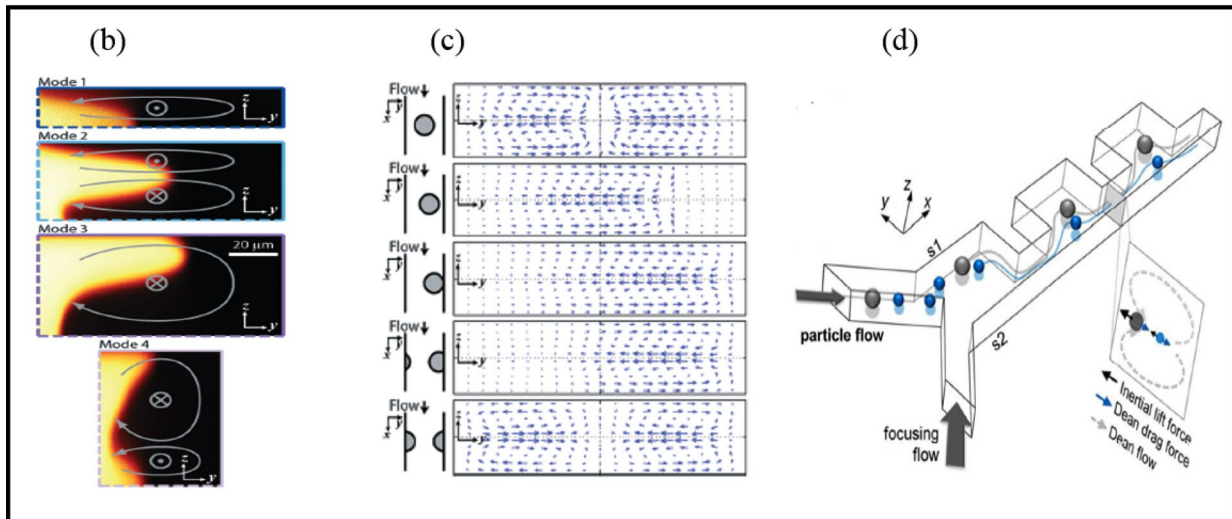 (b)
(c)
(d)
Mode 1
z
y
Mode 2
z
y
Mode 3
20 μm
z
y
Mode 4
z
y
Flow
y
Flow
y
Flow
y
Flow
y
Flow
y
z
y
x
s1
s2
particle flow
focusing
flow
Inertial lift force
Dean drag force
Dean flow